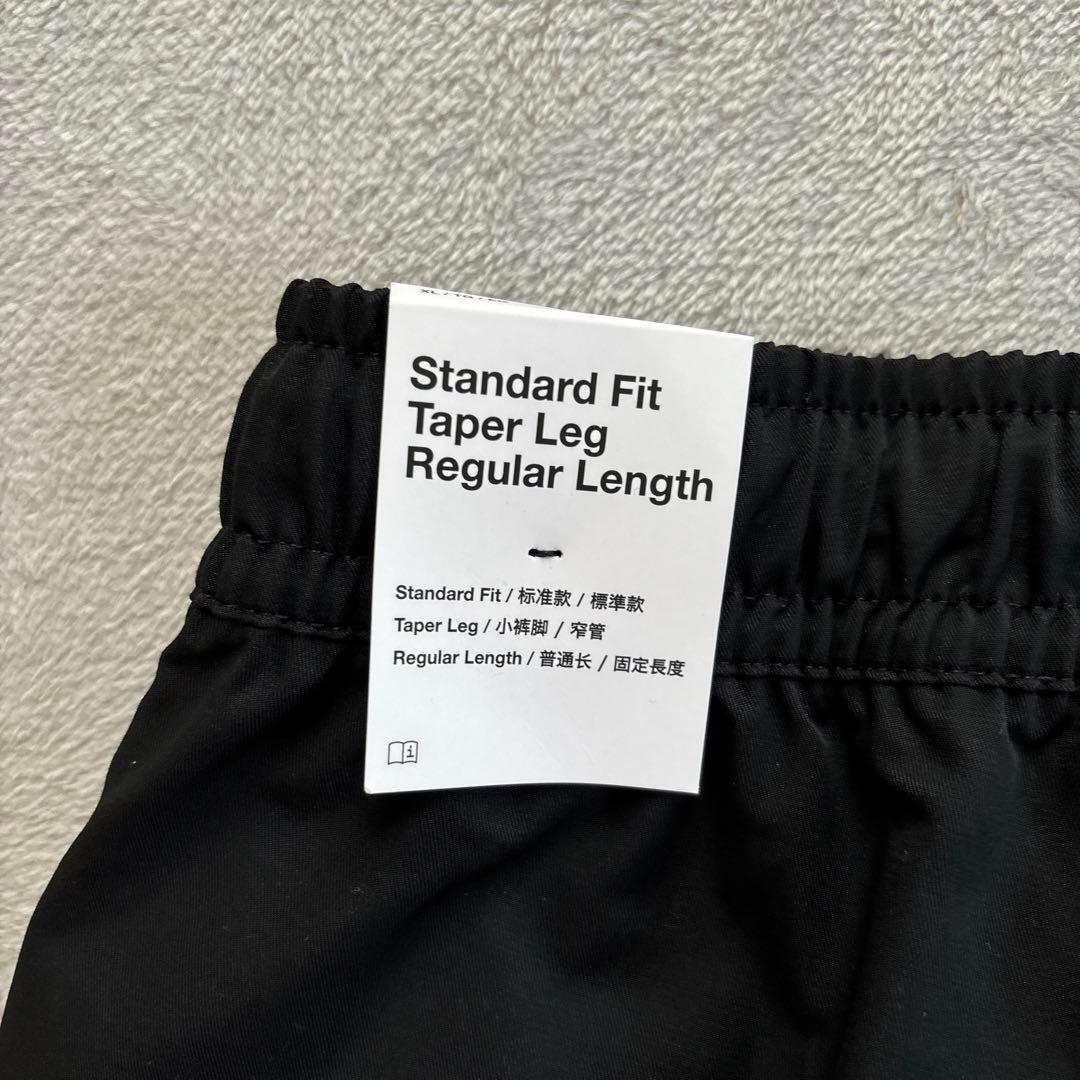 Standard Fit
Taper Leg
Regular Length
Standard Fit / 标准款 / 標準款
Taper Leg / 小裤脚 / 窄管
Regular Length / 普通长 / 固定長度
i